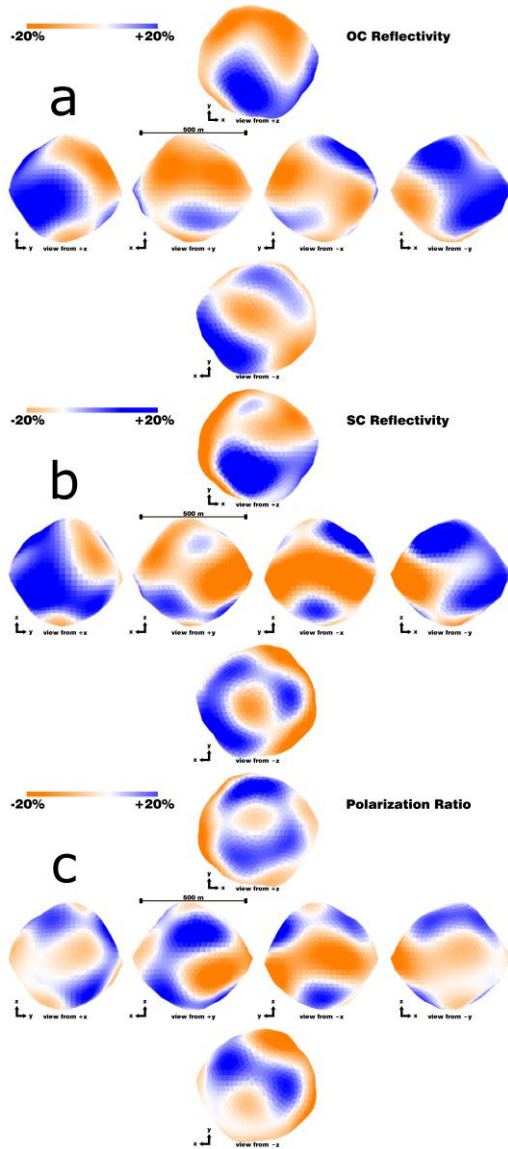 -20% +20% OC Reflectivity
a
y
x view from +z
500 m
z z z z
y view from +x x view from +y y view from -x x view from -y
y
x view from -z
-20% +20% SC Reflectivity
b
y
x view from +z
500 m
z z z z
y view from +x x view from +y y view from -x x view from -y
y
x view from -z
-20% +20% Polarization Ratio
c
y
x view from +z
500 m
z z z z
y view from +x x view from +y y view from -x x view from -y
y
x view from -z